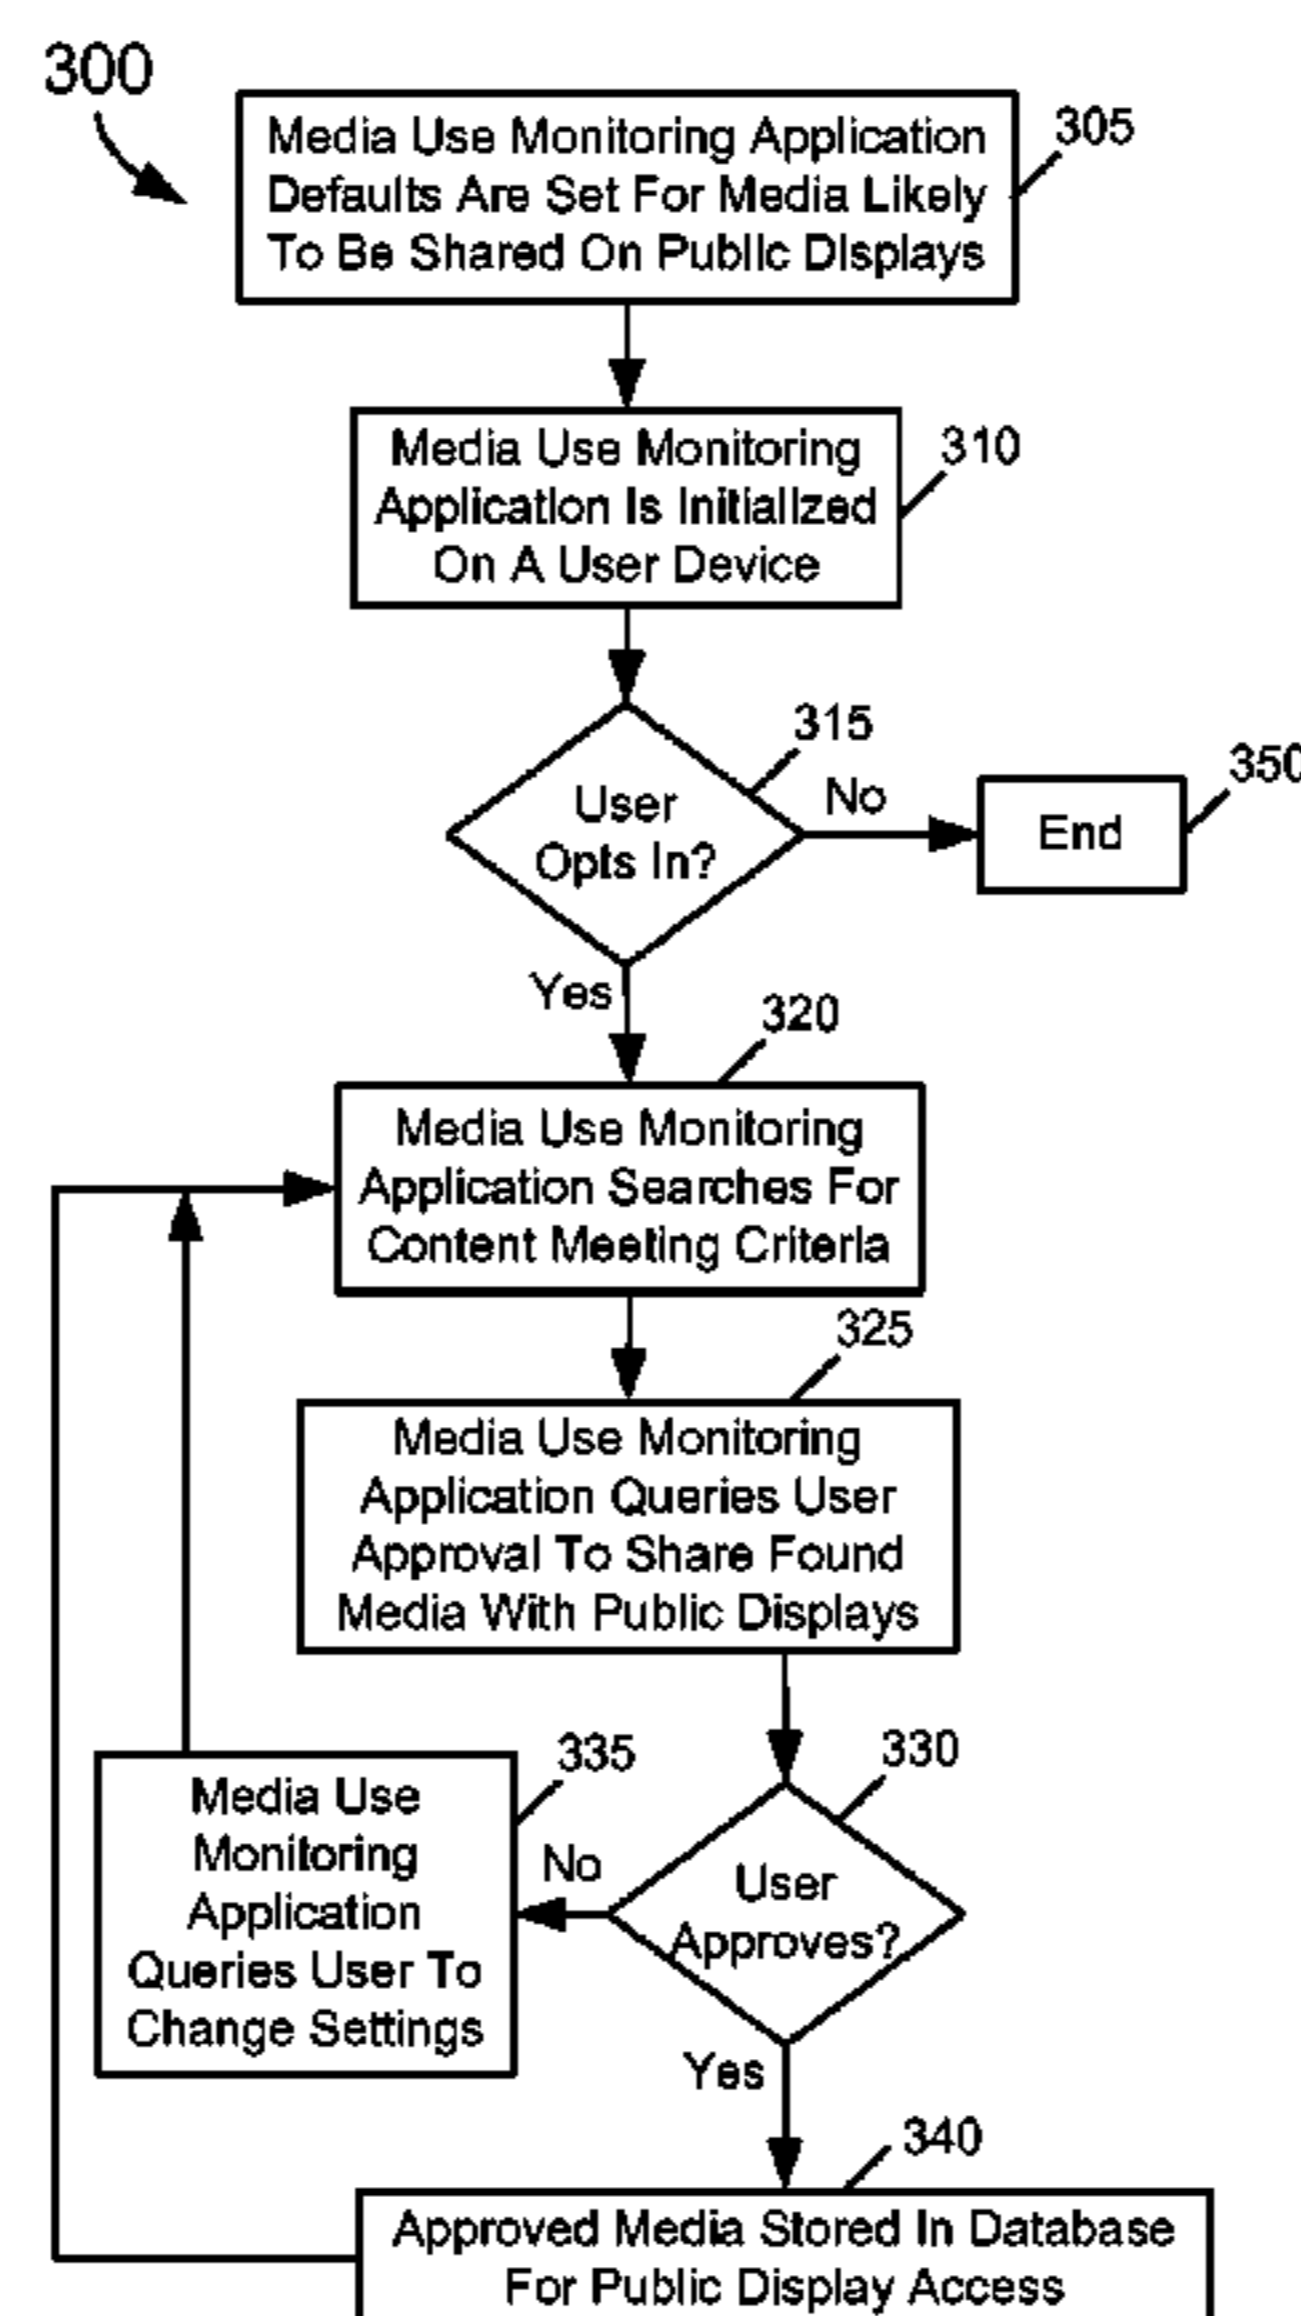 300
Media Use Monitoring Application
Defaults Are Set For Media Likely
To Be Shared On Public Displays
305
Media Use Monitoring
Application Is Initialized
On A User Device
310
User
Opts In?
315
No
End
350
Yes
320
Media Use Monitoring
Application Searches For
Content Meeting Criteria
325
Media Use Monitoring
Application Queries User
Approval To Share Found
Media With Public Displays
330
User
Approves?
No
335
Media Use
Monitoring
Application
Queries User To
Change Settings
Yes
340
Approved Media Stored In Database
For Public Display Access